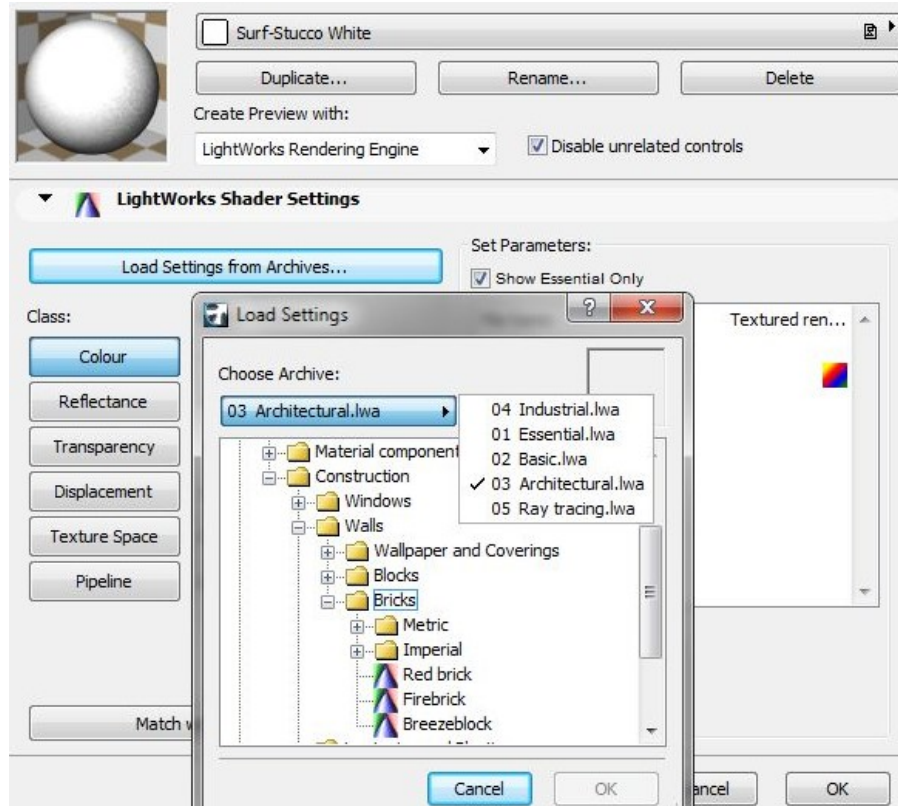 Surf-Stucco White
Duplicate... Rename... Delete
Create Preview with:
LightWorks Rendering Engine Disable unrelated controls
LightWorks Shader Settings
Load Settings from Archives...
Set Parameters:
Show Essential Only
Class:
Colour
Reflectance
Transparency
Displacement
Texture Space
Pipeline
Match
Textured ren...
Load Settings
Choose Archive:
03 Architectural.lwa
04 Industrial.lwa
01 Essential.lwa
02 Basic.lwa
03 Architectural.lwa
05 Ray tracing.lwa
Material component
Construction
Windows
Walls
Wallpaper and Coverings
Blocks
Bricks
Metric
Imperial
Red brick
Firebrick
Breezeblock
Cancel OK
ancel OK